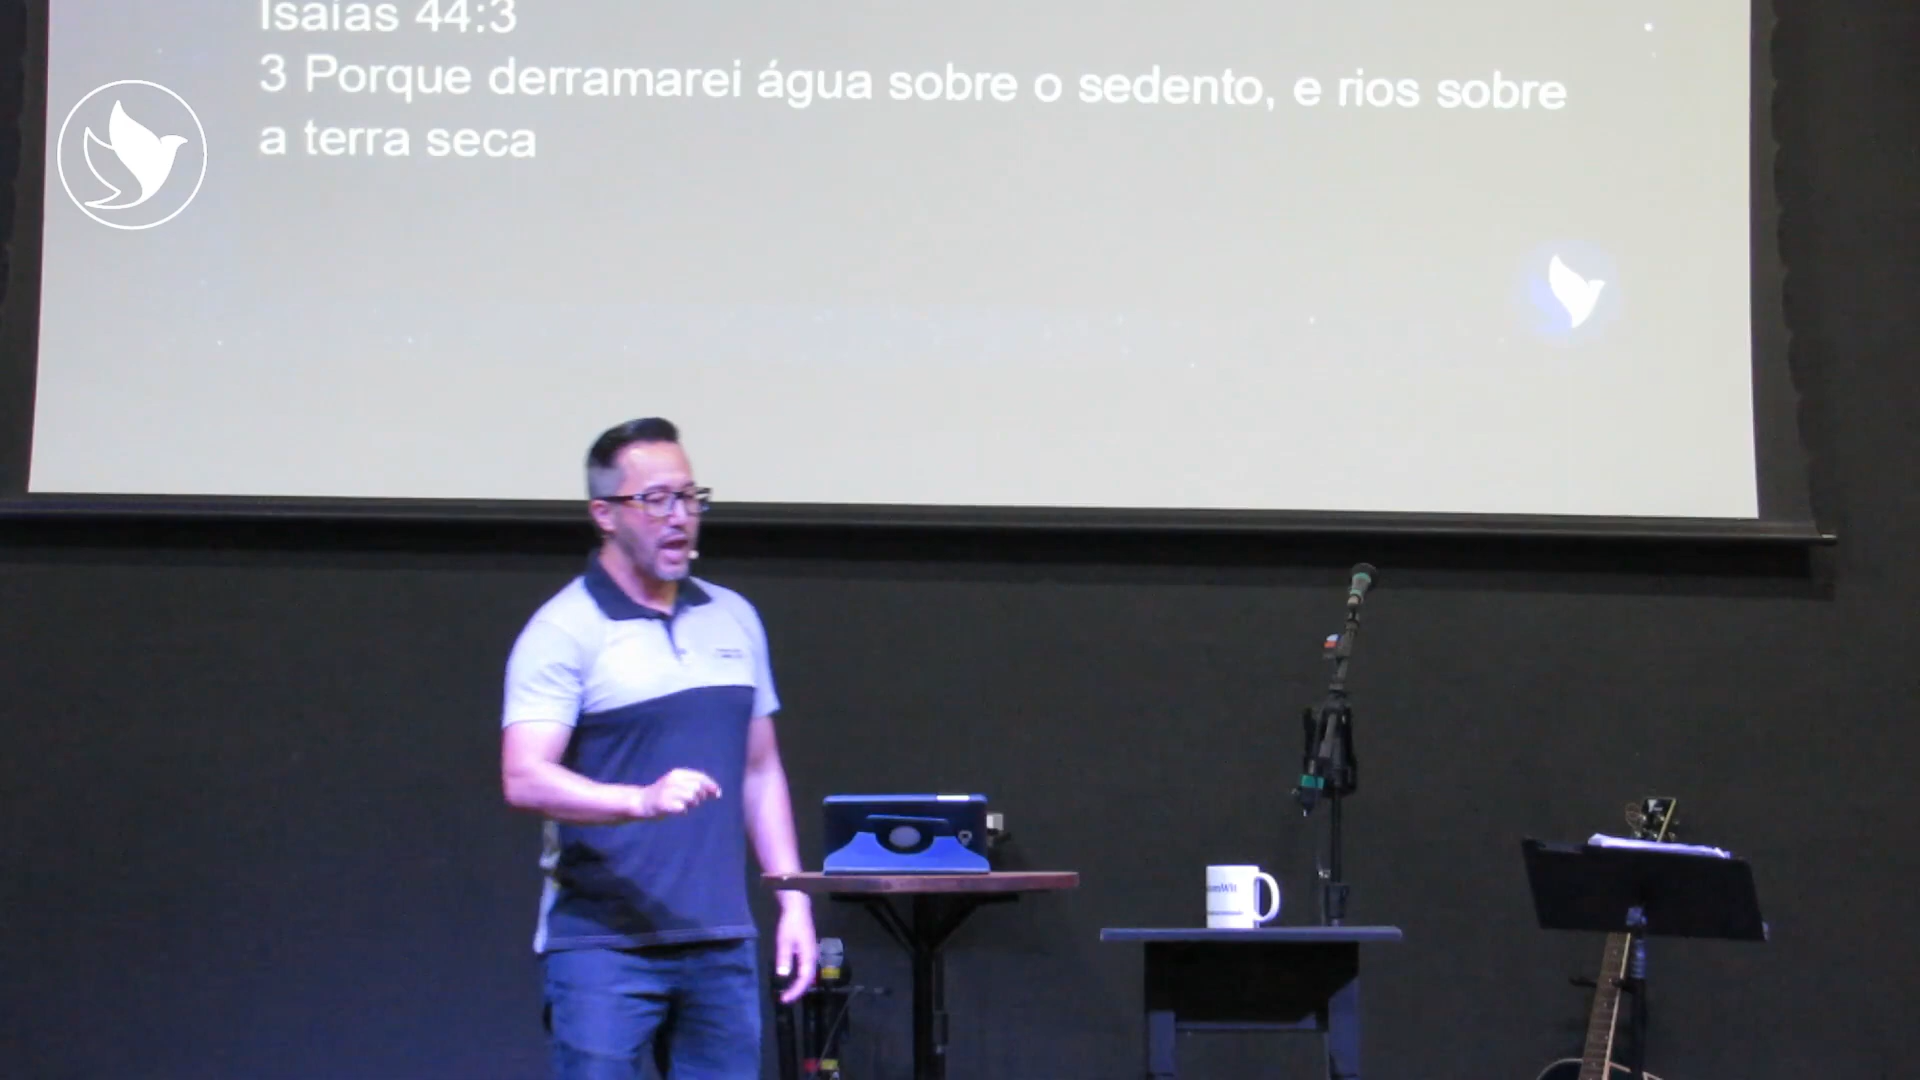 Isaías 44:3
3 Porque derramarei água sobre o sedento, e rios sobre
a terra seca